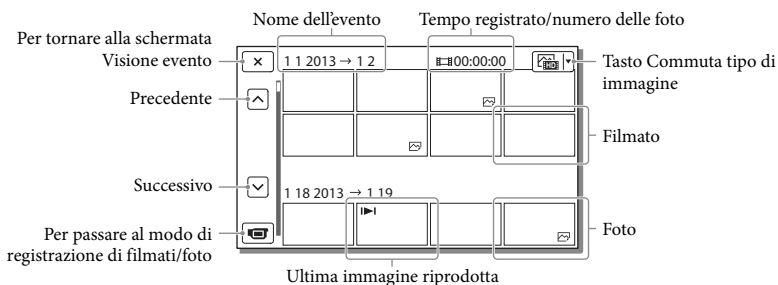 Nome dell'evento
Tempo registrato/numero delle foto
Per tornare alla schermata
Visione evento
1 1 2013 → 1 2
00:00:00
HD
Tasto Commuta tipo di
immagine
Precedente
Filmato
Successivo
1 18 2013 → 1 19
Per passare al modo di
registrazione di filmati/foto
Foto
Ultima immagine riprodotta